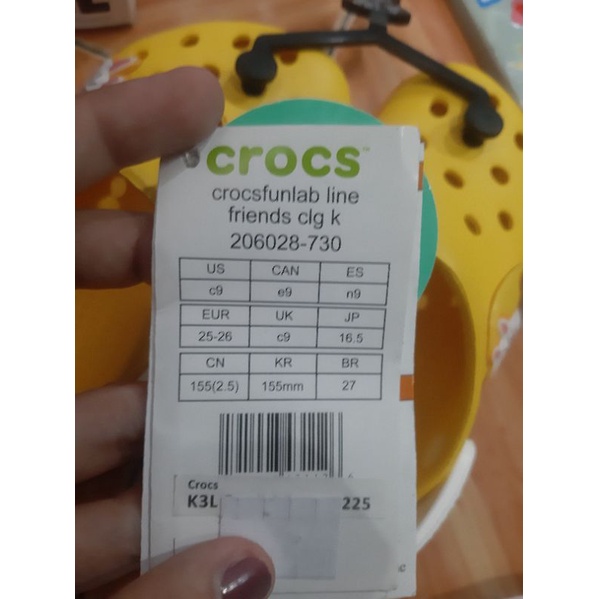 crocs™
crocsfunlab line
friends clg k
206028-730
US CAN ES
c9 e9 n9
EUR UK JP
25-26 c9 16.5
CN KR BR
155(2.5) 155mm 27
Crocs
K3L 225